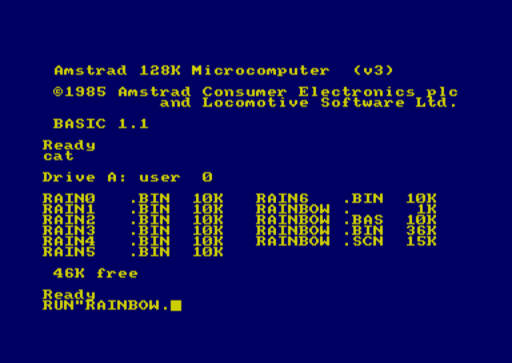 Amstrad 128K Microcomputer  (v3)
©1985 Amstrad Consumer Electronics plc
and Locomotive Software Ltd.
BASIC 1.1
Ready
cat
Drive A: user  0
RAIN0   .BIN  10K   RAIN6   .BIN  10K
RAIN1   .BIN  10K   RAINBOW .      1K
RAIN2   .BIN  10K   RAINBOW .BAS  10K
RAIN3   .BIN  10K   RAINBOW .BIN  36K
RAIN4   .BIN  10K   RAINBOW .SCN  15K
RAIN5   .BIN  10K
46K free
Ready
RUN"RAINBOW.